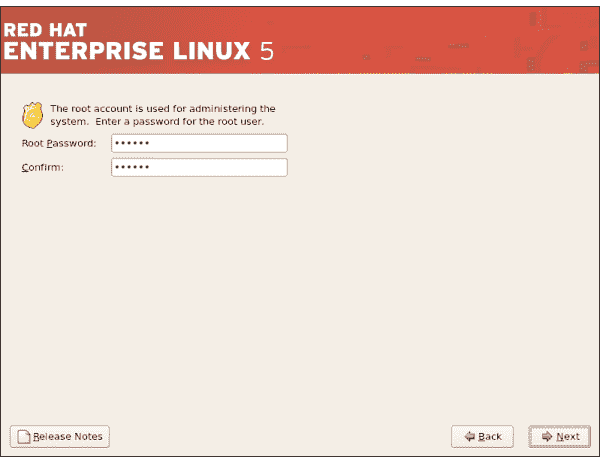 RED HAT
ENTERPRISE LINUX 5
The root account is used for administering the
system. Enter a password for the root user.
Root Password: ••••••
Confirm: ••••••
Release Notes
Back
Next